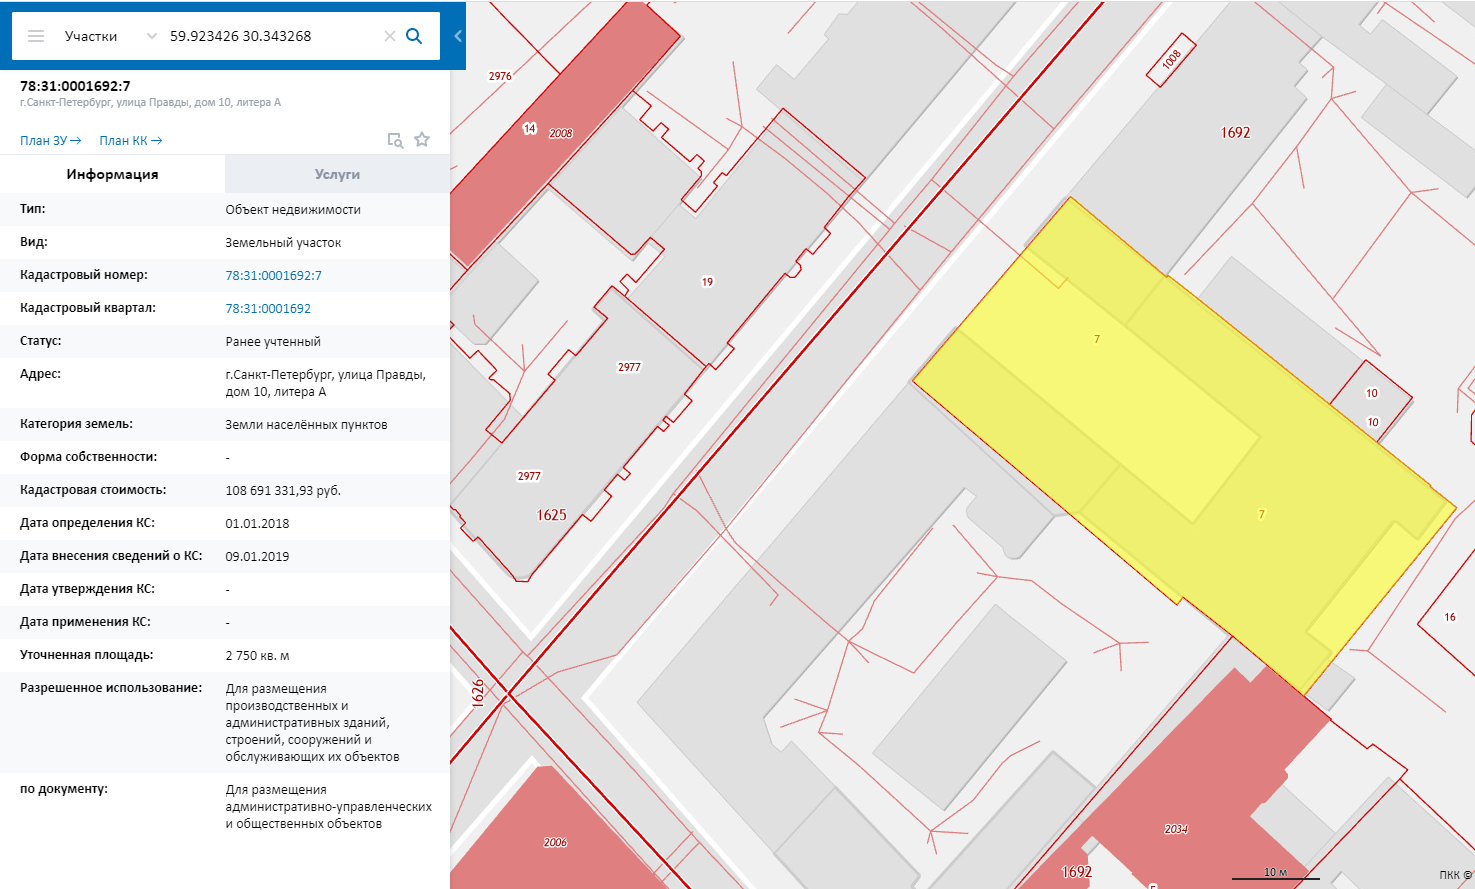 Участки
59.923426 30.343268
78:31:0001692:7
г.Санкт-Петербург, улица Правды, дом 10, литера А
План ЗУ→
План КК→
Информация
Услуги
Тип:
Объект недвижимости
Вид:
Земельный участок
Кадастровый номер:
78:31:0001692:7
Кадастровый квартал:
78:31:0001692
Статус:
Ранее учтенный
Адрес:
г.Санкт-Петербург, улица Правды,
дом 10, литера А
Категория земель:
Земли населённых пунктов
Форма собственности:
-
Кадастровая стоимость:
108 691 331,93 руб.
Дата определения КС:
01.01.2018
Дата внесения сведений о КС:
09.01.2019
Дата утверждения КС:
-
Дата применения КС:
-
Уточненная площадь:
2 750 кв. м
Разрешенное использование:
Для размещения
производственных и
административных зданий,
строений, сооружений и
обслуживающих их объектов
по документу:
Для размещения
административно-управленческих
и общественных объектов
2976
14
2008
1008
1692
19
7
2977
10
10
2977
1625
7
16
1626
2006
2034
1692
10 м
ПКК ©